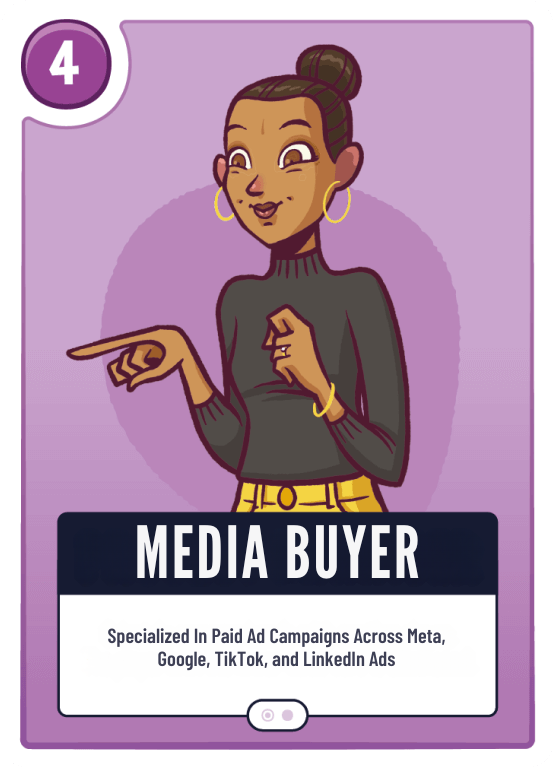 4
MEDIA BUYER
Specialized In Paid Ad Campaigns Across Meta,
Google, TikTok, and LinkedIn Ads